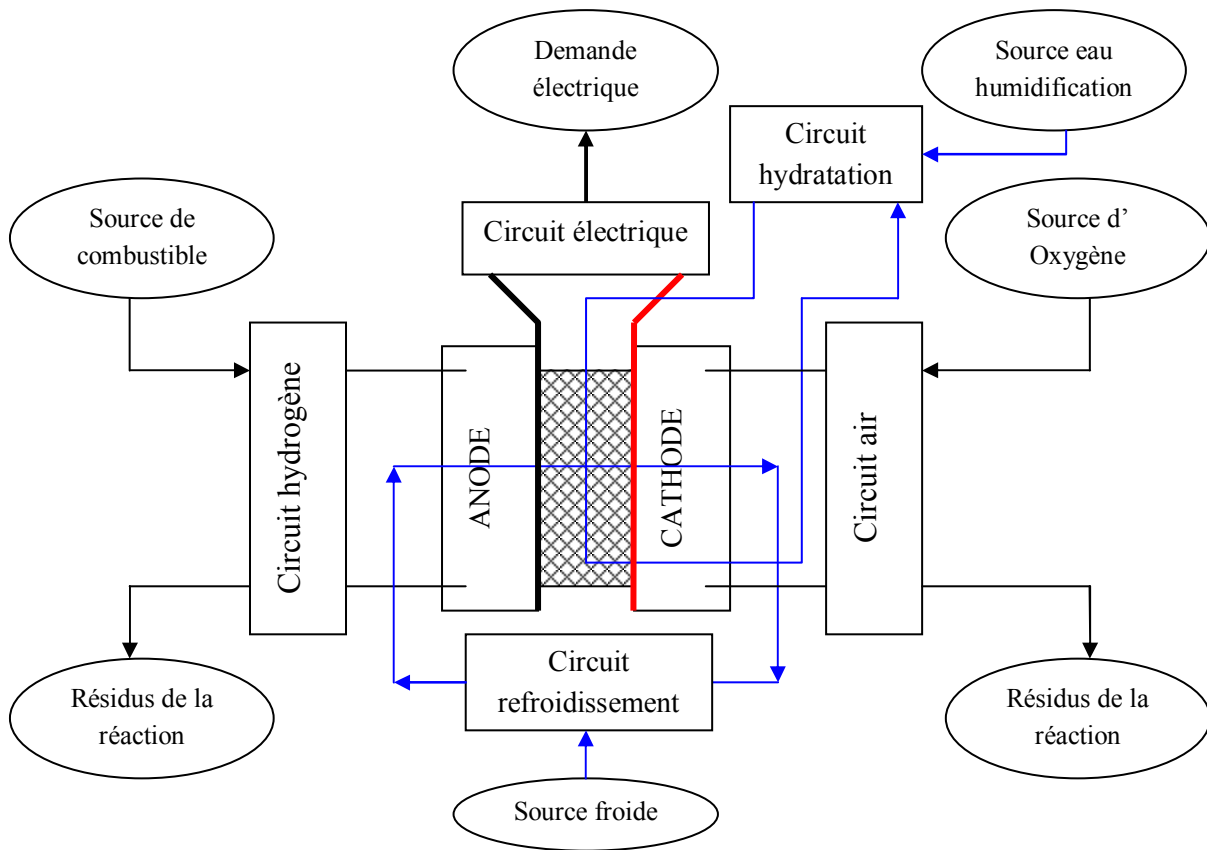 Demande
électrique
Source eau
humidification
Circuit
hydratation
Source de
combustible
Circuit électrique
Source d’
Oxygène
Circuit hydrogène
ANODE
CATHODE
Circuit air
Résidus de la
réaction
Circuit
refroidissement
Résidus de la
réaction
Source froide